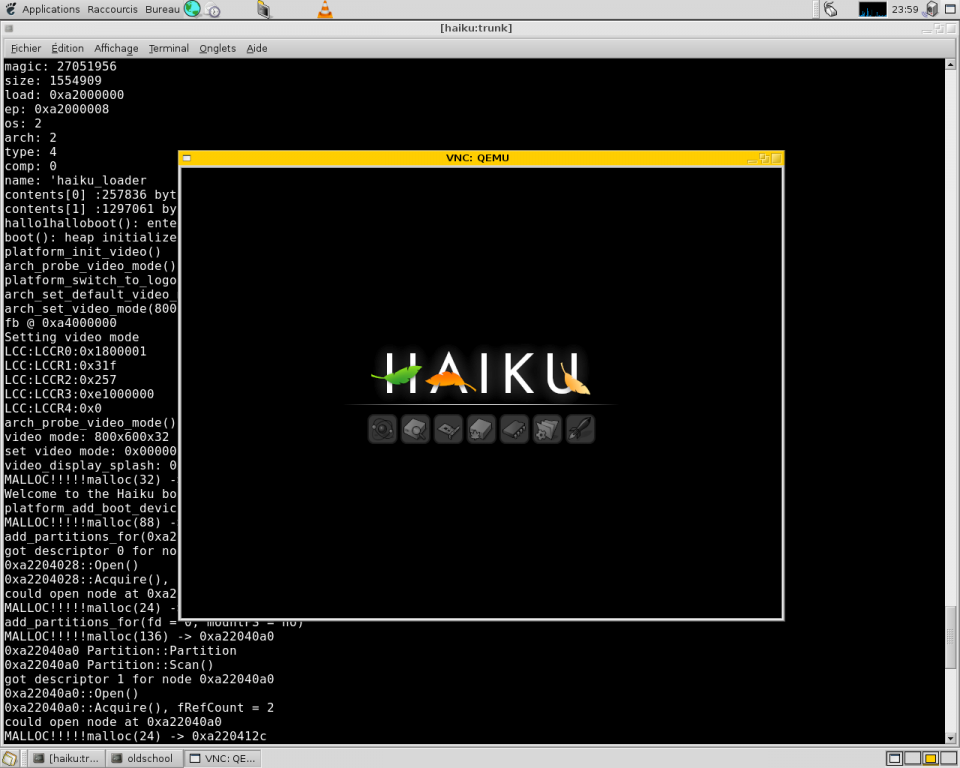 Applications Raccourcis Bureau 23:59
[haiku:trunk]
Fichier Édition Affichage Terminal Onglets Aide
magic: 27051956
size: 1554909
load: 0xa2000000
ep: 0xa2000008
os: 2
arch: 2
type: 4
comp: 0
name: 'haiku_loader
contents[0] :257836 byt
contents[1] :1297061 by
hallo1halloboot(): ente
boot(): heap initialize
platform_init_video()
arch_probe_video_mode()
platform_switch_to_logo
arch_set_default_video_
arch_set_video_mode(800
fb @ 0xa4000000
Setting video mode
LCC:LCCR0:0x1800001
LCC:LCCR1:0x31f
LCC:LCCR2:0x257
LCC:LCCR3:0xe1000000
LCC:LCCR4:0x0
arch_probe_video_mode()
video mode: 800x600x32
set video mode: 0x00000
video_display_splash: 0
MALLOC!!!!!malloc(32) -
Welcome to the Haiku bo
platform_add_boot_devic
MALLOC!!!!!malloc(88) -
add_partitions_for(0xa2
got descriptor 0 for no
0xa2204028::Open()
0xa2204028::Acquire(),
could open node at 0xa2
MALLOC!!!!!malloc(24) -
add_partitions_for(fd = 0, mountFS = no)
MALLOC!!!!!malloc(136) -> 0xa22040a0
0xa22040a0 Partition::Partition
0xa22040a0 Partition::Scan()
got descriptor 1 for node 0xa22040a0
0xa22040a0::Open()
0xa22040a0::Acquire(), fRefCount = 2
could open node at 0xa22040a0
MALLOC!!!!!malloc(24) -> 0xa220412c
VNC: QEMU
HAIKU
[haiku:tr... oldschool VNC: QE...